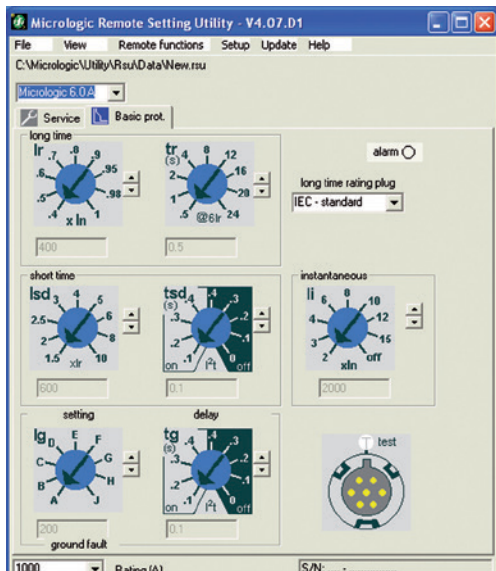 Micrologic Remote Setting Utility - V4.07.D1
File View Remote functions Setup Update Help
C:\Micrologic\Utility\Rsu\Data\New.rsu
Micrologic 6.0 A
Service Basic prot.
long time
Ir .4 .5 .6 .7 .8 .9 .95 .98 1
x In
400
tr (s) .5 1 2 4 8 12 16 20 24
@6Ir
0.5
alarm
long time rating plug
IEC - standard
short time
Isd 1.5 2 2.5 3 4 5 6 8 10
xIr
600
tsd (s) .1 .2 .3 .4 .4 .3 .2 .1 0
on I²t off
0.1
instantaneous
Ii 2 3 4 6 8 10 12 15 off
xIn
2000
setting delay
Ig A B C D E F G H J
200
tg (s) .1 .2 .3 .4 .4 .3 .2 .1 0
on I²t off
0.1
ground fault
T test
1000 Rating (A) S/N: -